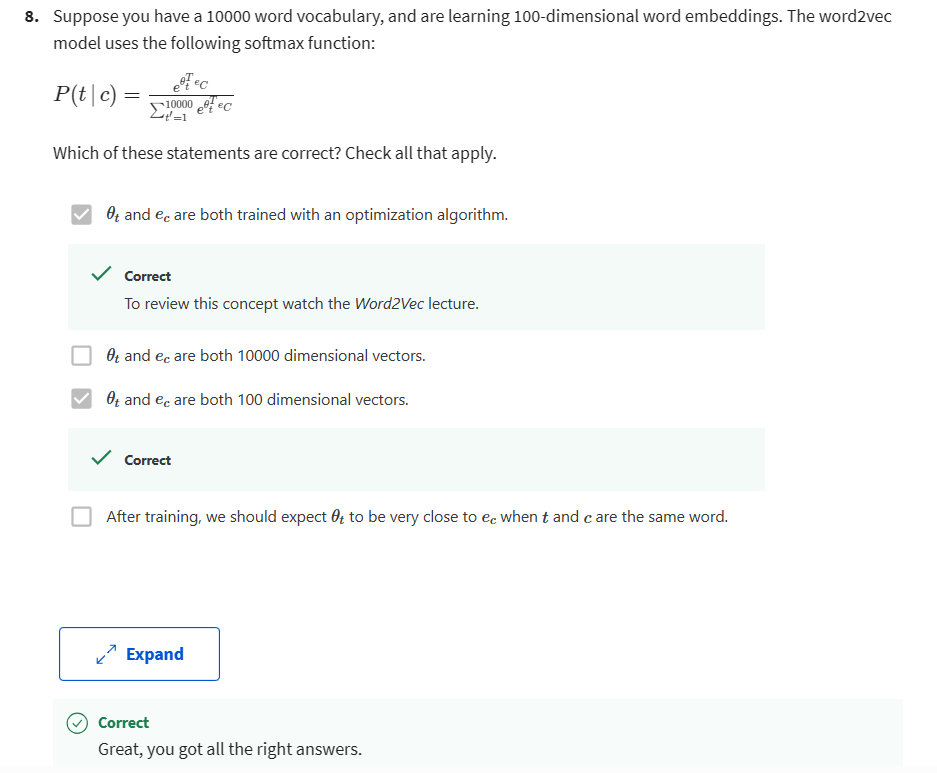 8. Suppose you have a 10000 word vocabulary, and are learning 100-dimensional word embeddings. The word2vec
model uses the following softmax function:
P(t | c) = \frac{e^{θ_t^T e_C}}{\sum_{t'=1}^{10000} e^{θ_t^T e_C}}
Which of these statements are correct? Check all that apply.
θ_t and e_c are both trained with an optimization algorithm.
Correct
To review this concept watch the Word2Vec lecture.
θ_t and e_c are both 10000 dimensional vectors.
θ_t and e_c are both 100 dimensional vectors.
Correct
After training, we should expect θ_t to be very close to e_c when t and c are the same word.
Expand
Correct
Great, you got all the right answers.